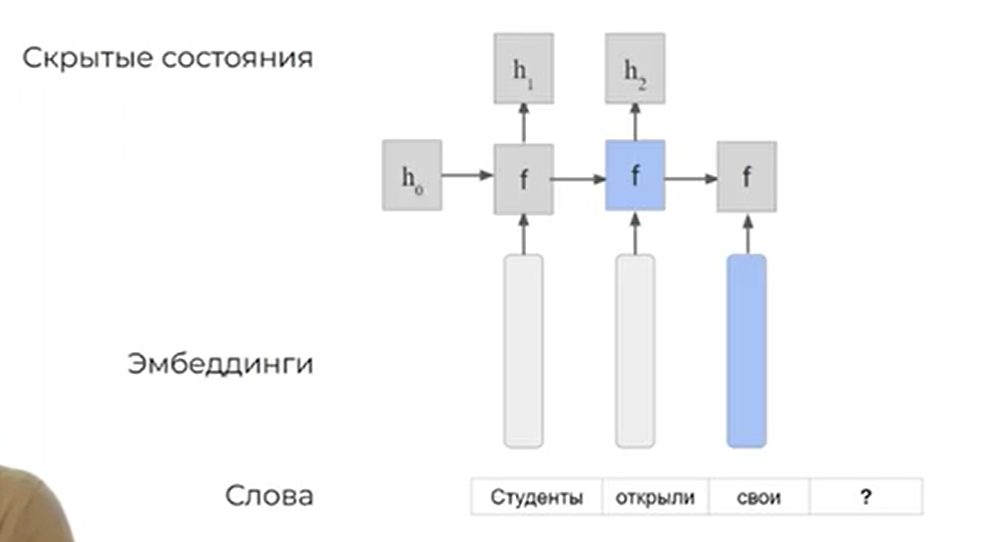 Скрытые состояния
h₁ h₂
h₀ f f f
Эмбеддинги
Слова Студенты открыли свои ?